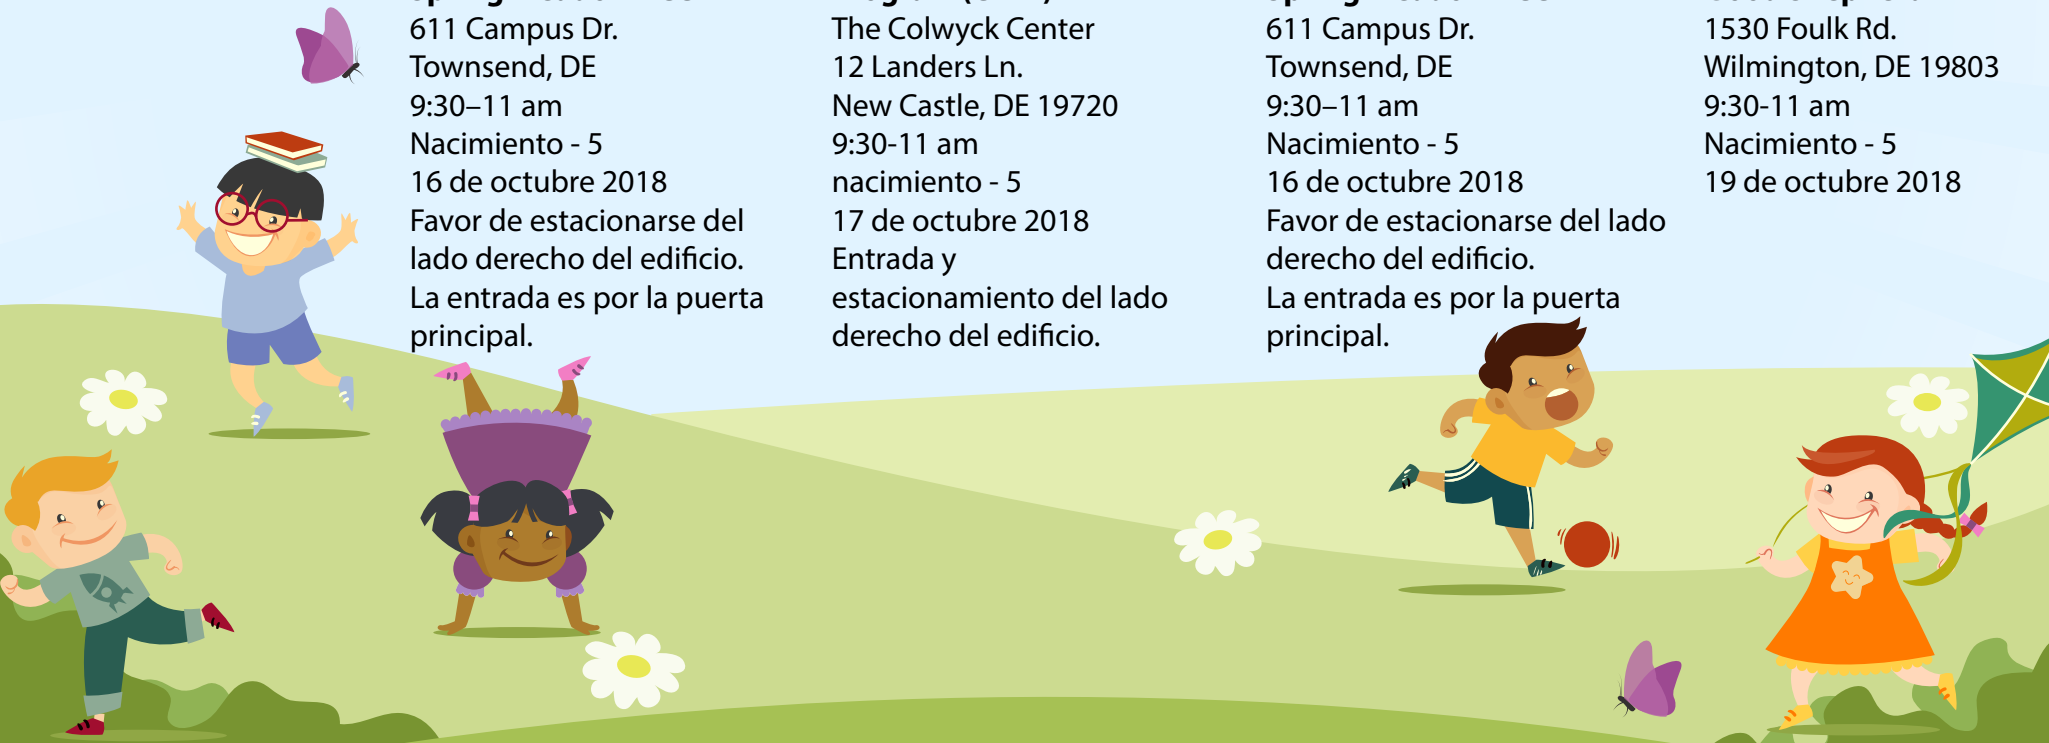 611 Campus Dr.
Townsend, DE
9:30–11 am
Nacimiento - 5
16 de octubre 2018
Favor de estacionarse del
lado derecho del edificio.
La entrada es por la puerta
principal.
The Colwyck Center
12 Landers Ln.
New Castle, DE 19720
9:30-11 am
nacimiento - 5
17 de octubre 2018
Entrada y
estacionamiento del lado
derecho del edificio.
611 Campus Dr.
Townsend, DE
9:30–11 am
Nacimiento - 5
16 de octubre 2018
Favor de estacionarse del lado
derecho del edificio.
La entrada es por la puerta
principal.
1530 Foulk Rd.
Wilmington, DE 19803
9:30-11 am
Nacimiento - 5
19 de octubre 2018